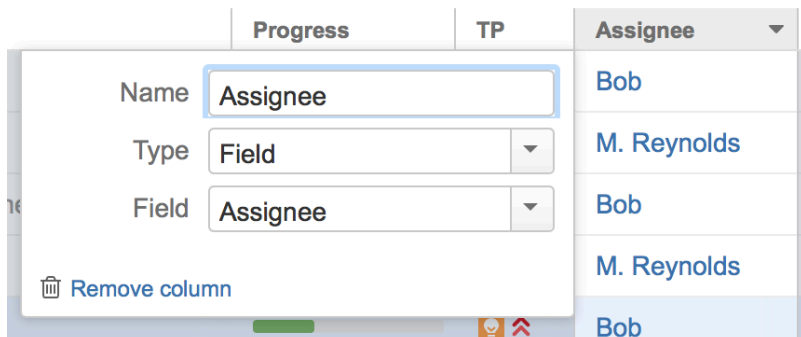 Progress TP Assignee
Name Assignee
Bob
Type Field
M. Reynolds
Field Assignee
Bob
M. Reynolds
Remove column
Bob